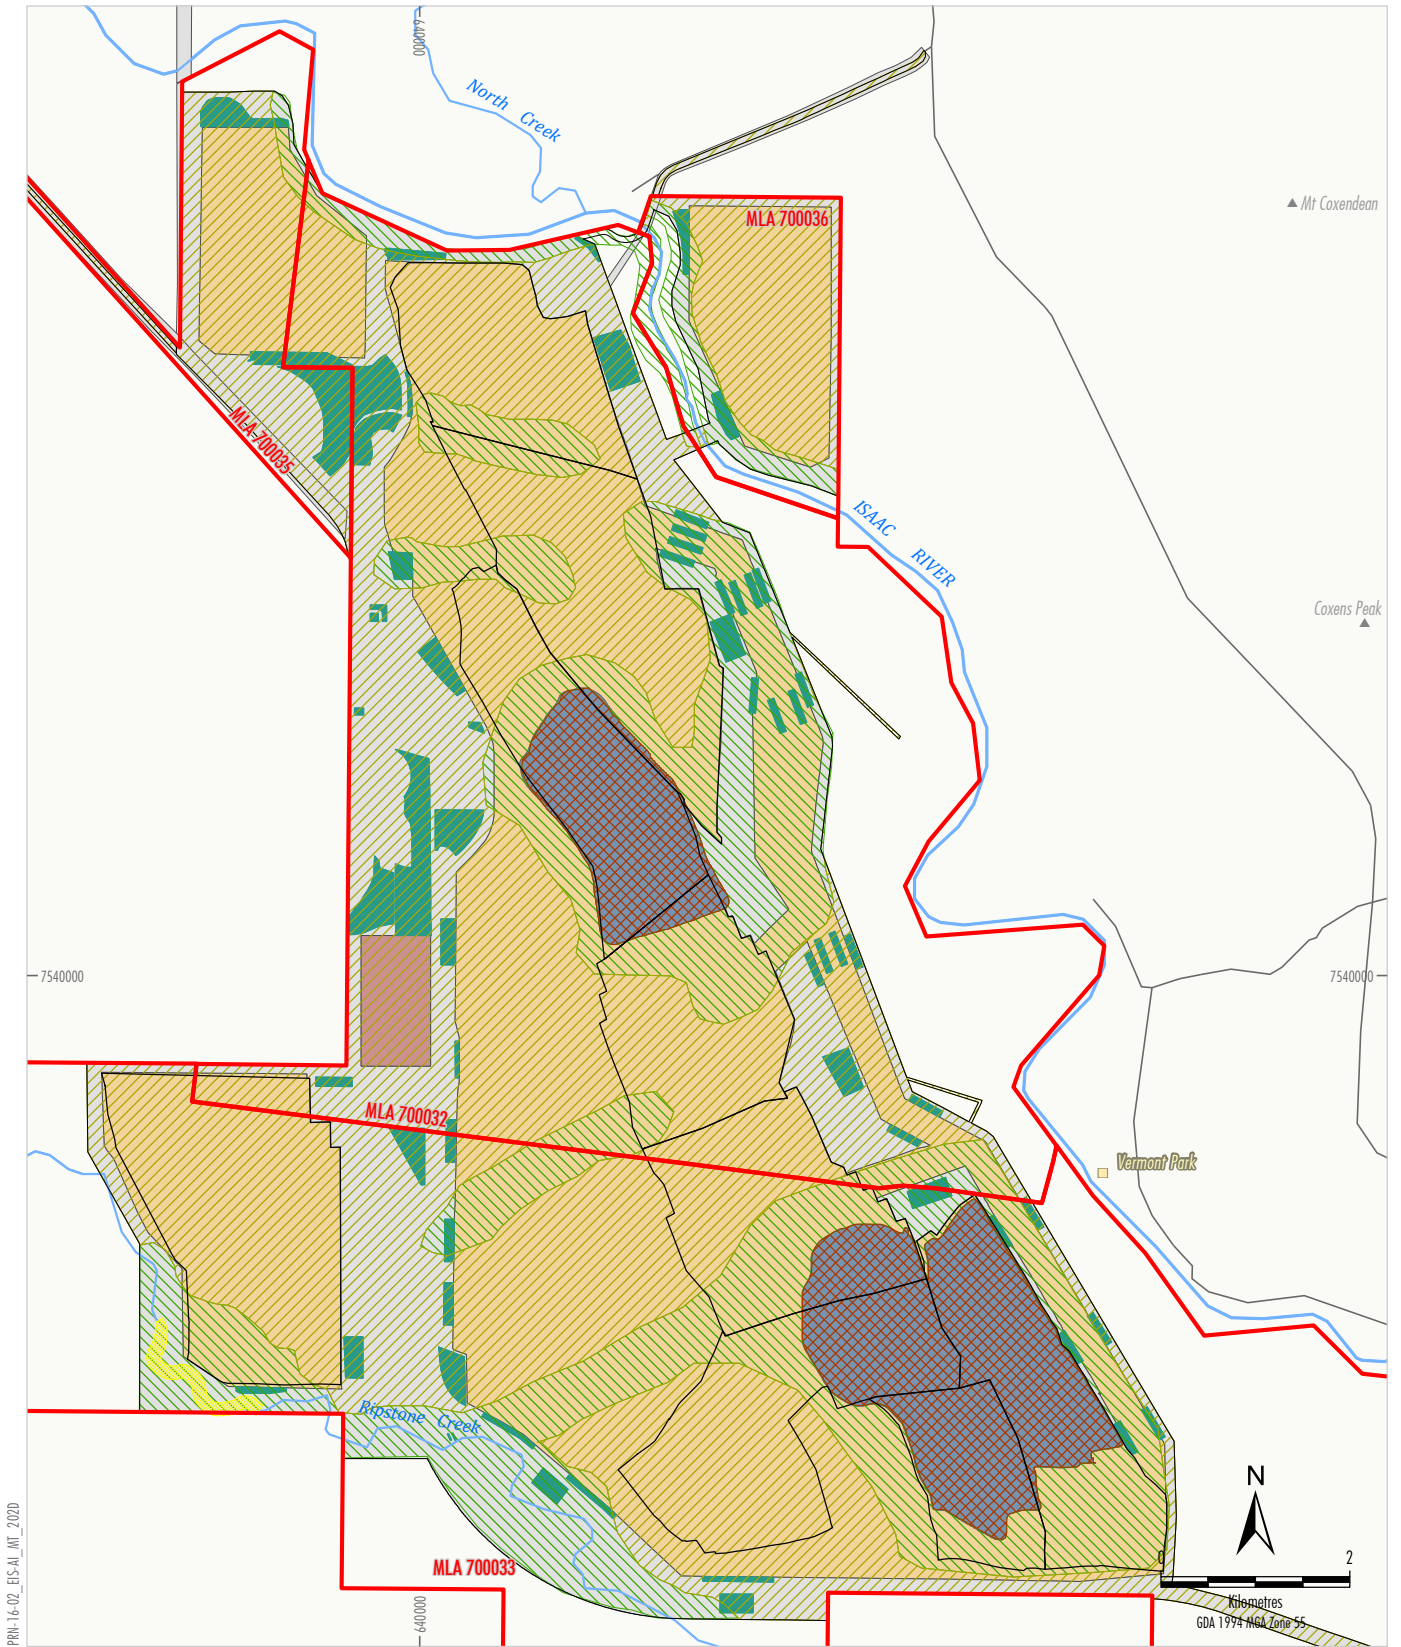 640000
North Creek
MLA 700036
Mt Coxendean
MLA 700035
ISAAC RIVER
Coxens Peak
7540000
7540000
MLA 700032
Vermont Park
Ripstone Creek
N
MLA 700033
0 2
Kilometres
GDA 1994 MGA Zone 55
640000
PRN-16-02_EIS-AI_MT_202D